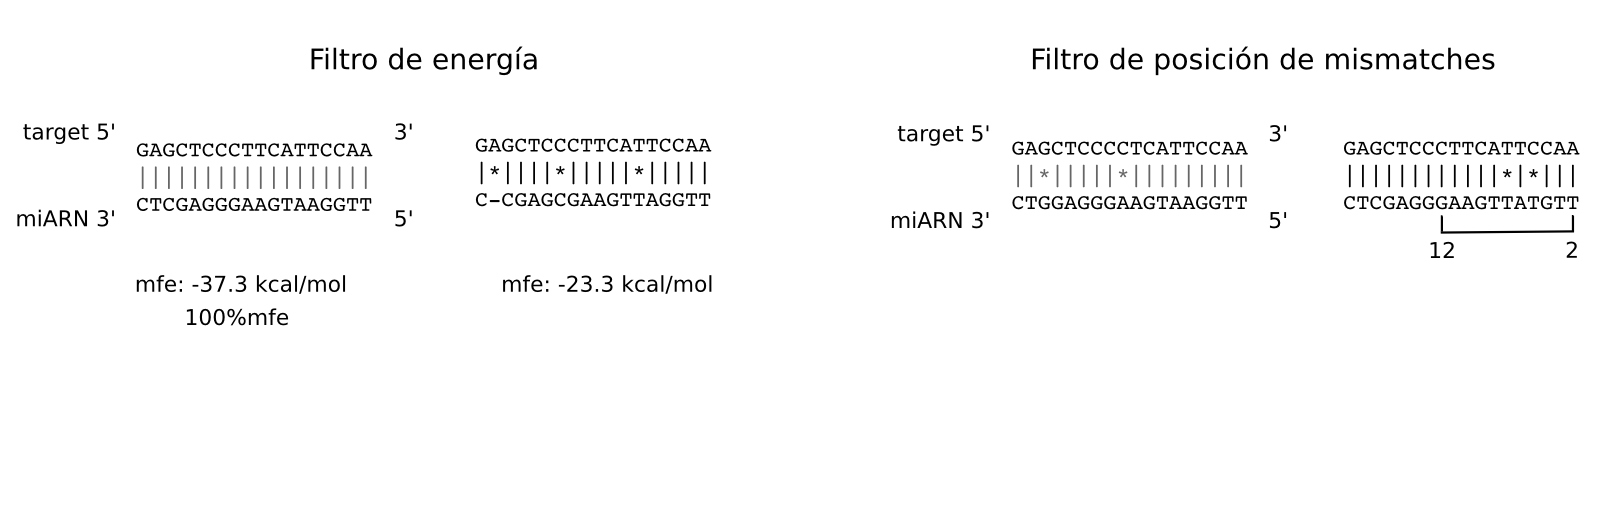 Filtro de energía
target 5' GAGCTCCCTTCATTCCAA 3'
||||||||||||||||||
miARN 3' CTCGAGGGAAGTAAGGTT 5'
mfe: -37.3 kcal/mol
100%mfe
GAGCTCCCTTCATTCCAA
|*||||*|||||*|||||
C-CGAGCGAAGTTAGGTT
mfe: -23.3 kcal/mol
Filtro de posición de mismatches
target 5' GAGCTCCCCTCATTCCAA 3'
||*|||||*|||||||||
miARN 3' CTGGAGGGAAGTAAGGTT 5'
GAGCTCCCTTCATTCCAA
||||||||||||*|*|||
CTCGAGGGAAGTTATGTT
12 2